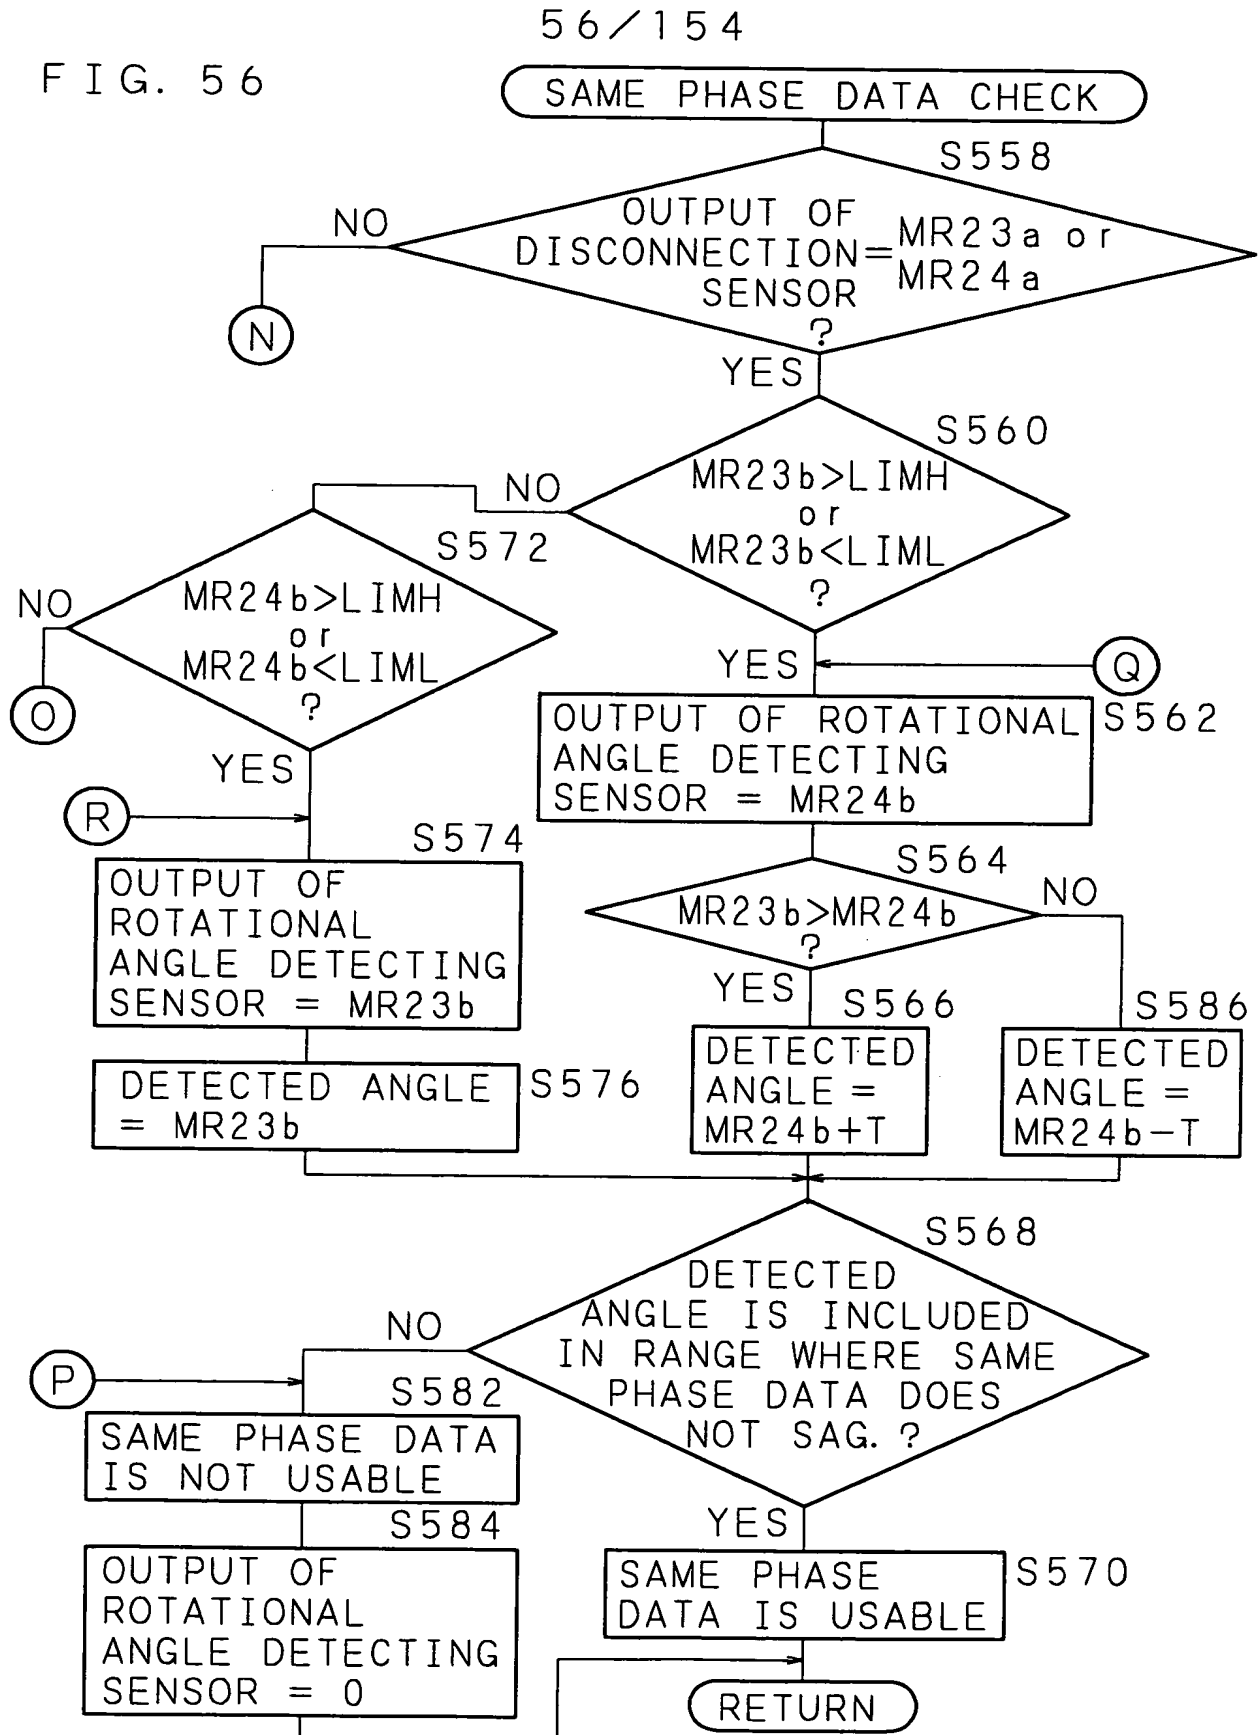 56/154
FIG. 56
SAME PHASE DATA CHECK
S558
NO
OUTPUT OF
DISCONNECTION
SENSOR
=
MR23a or
MR24a
?
N
YES
S560
NO
MR23b>LIMH
or
MR23b<LIML
?
S572
NO
MR24b>LIMH
or
MR24b<LIML
?
O
YES
YES
Q
S562
OUTPUT OF ROTATIONAL
ANGLE DETECTING
SENSOR = MR24b
R
S574
OUTPUT OF
ROTATIONAL
ANGLE DETECTING
SENSOR = MR23b
S564
NO
MR23b>MR24b
?
YES
S566
S586
DETECTED
ANGLE =
MR24b+T
DETECTED
ANGLE =
MR24b-T
DETECTED ANGLE
= MR23b
S576
S568
DETECTED
ANGLE IS INCLUDED
IN RANGE WHERE SAME
PHASE DATA DOES
NOT SAG. ?
NO
P
S582
SAME PHASE DATA
IS NOT USABLE
S584
OUTPUT OF
ROTATIONAL
ANGLE DETECTING
SENSOR = 0
YES
SAME PHASE
DATA IS USABLE
S570
RETURN